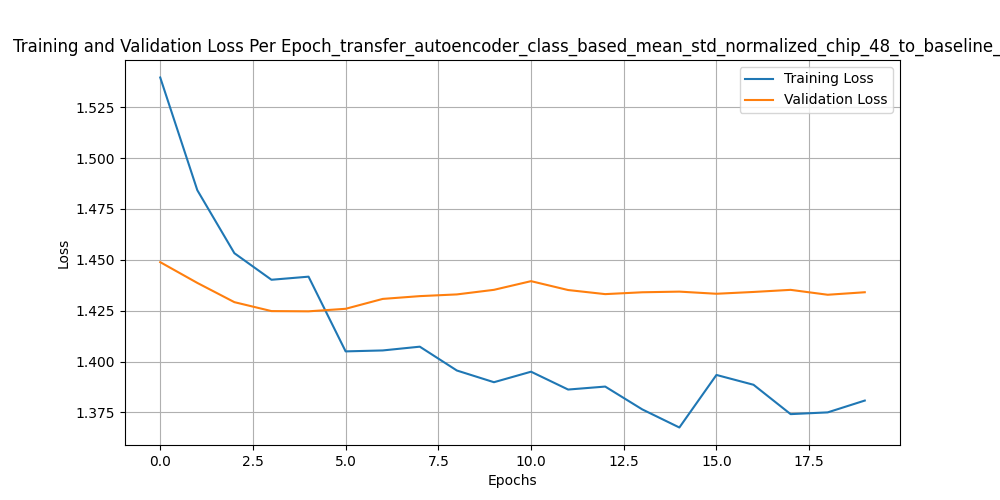 Training and Validation Loss Per Epoch_transfer_autoencoder_class_based_mean_std_normalized_chip_48_to_baseline_
Training Loss
Validation Loss
1.525
1.500
1.475
1.450
1.425
1.400
1.375
Loss
0.0 2.5 5.0 7.5 10.0 12.5 15.0 17.5
Epochs